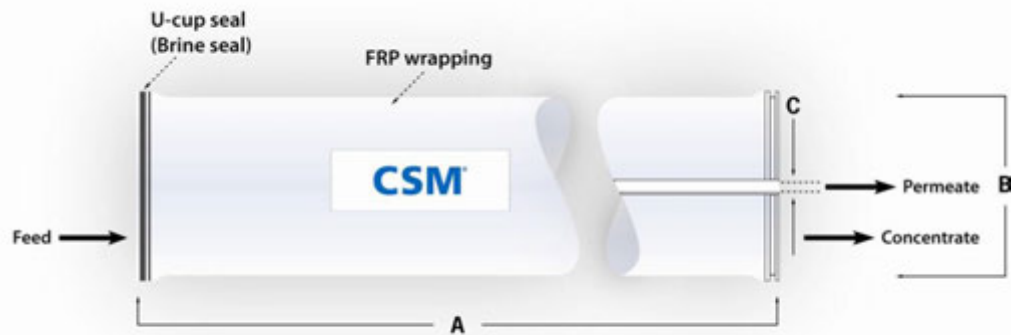 U-cup seal
(Brine seal)
FRP wrapping
C
CSM®
Permeate
B
Feed
Concentrate
A